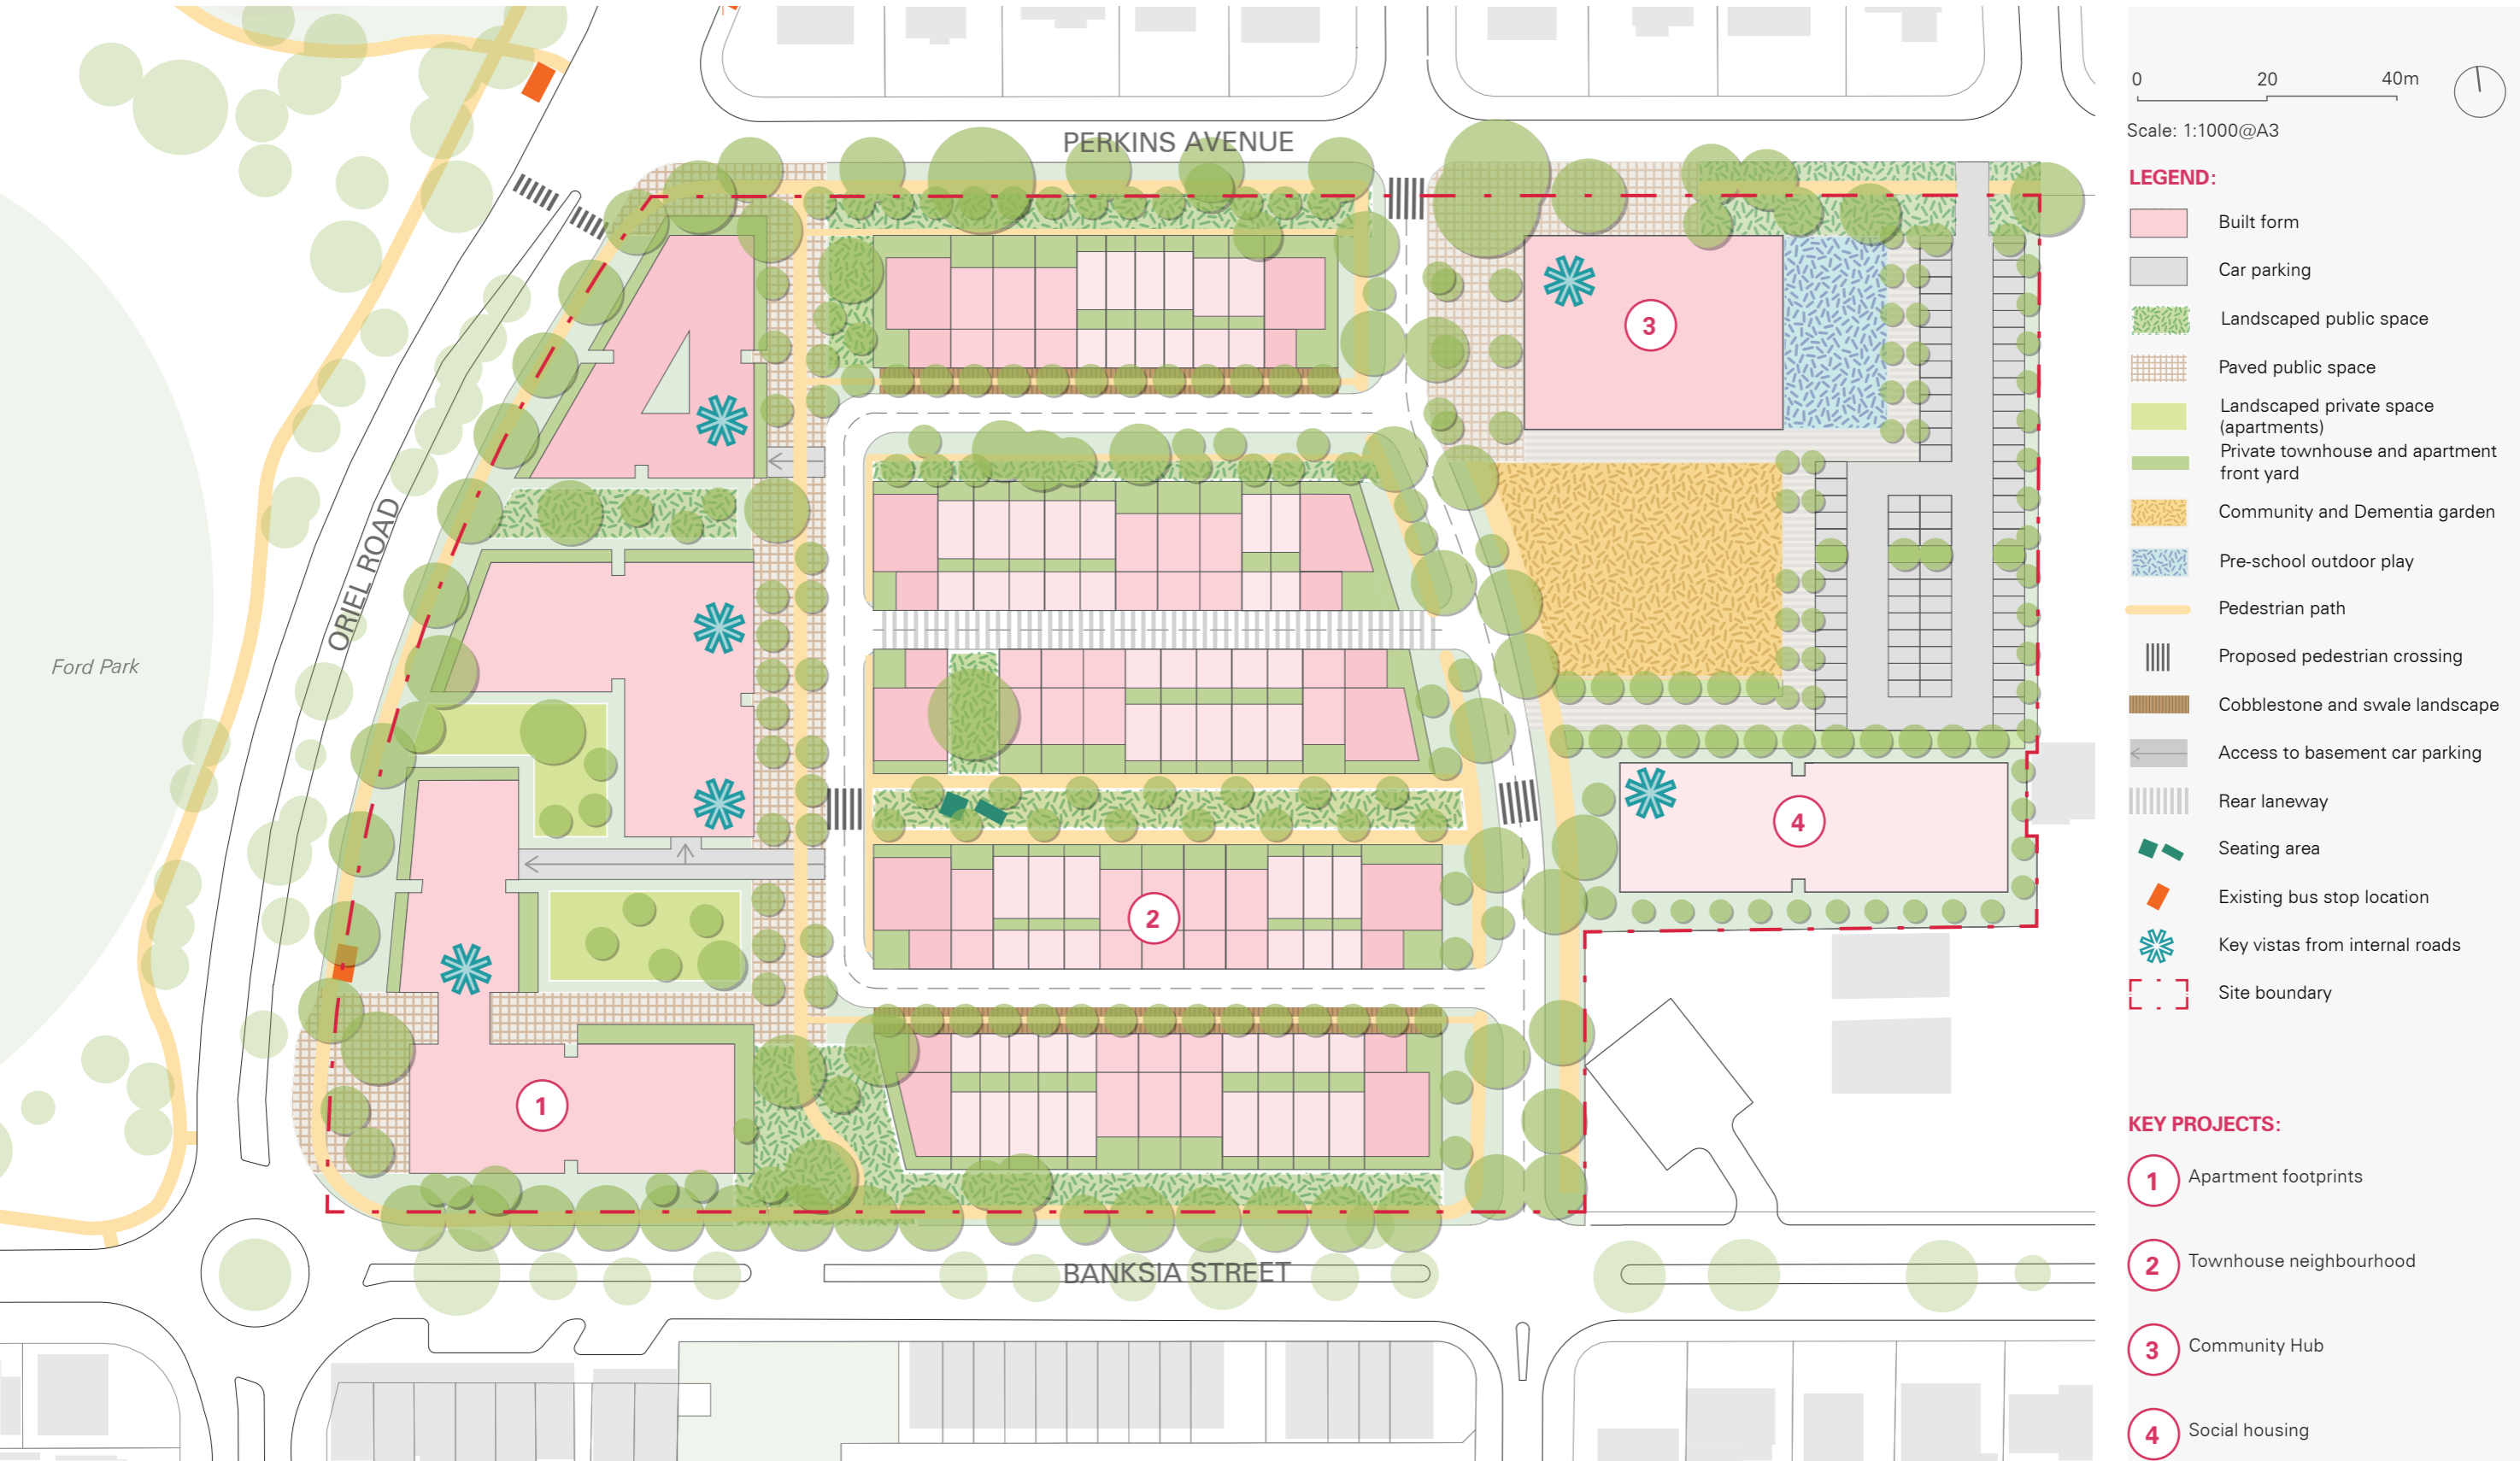 PERKINS AVENUE
ORIEL ROAD
Ford Park
BANKSIA STREET
3
4
2
1
0 20 40m
Scale: 1:1000@A3
LEGEND:
Built form
Car parking
Landscaped public space
Paved public space
Landscaped private space
(apartments)
Private townhouse and apartment
front yard
Community and Dementia garden
Pre-school outdoor play
Pedestrian path
Proposed pedestrian crossing
Cobblestone and swale landscape
Access to basement car parking
Rear laneway
Seating area
Existing bus stop location
Key vistas from internal roads
Site boundary
KEY PROJECTS:
1 Apartment footprints
2 Townhouse neighbourhood
3 Community Hub
4 Social housing